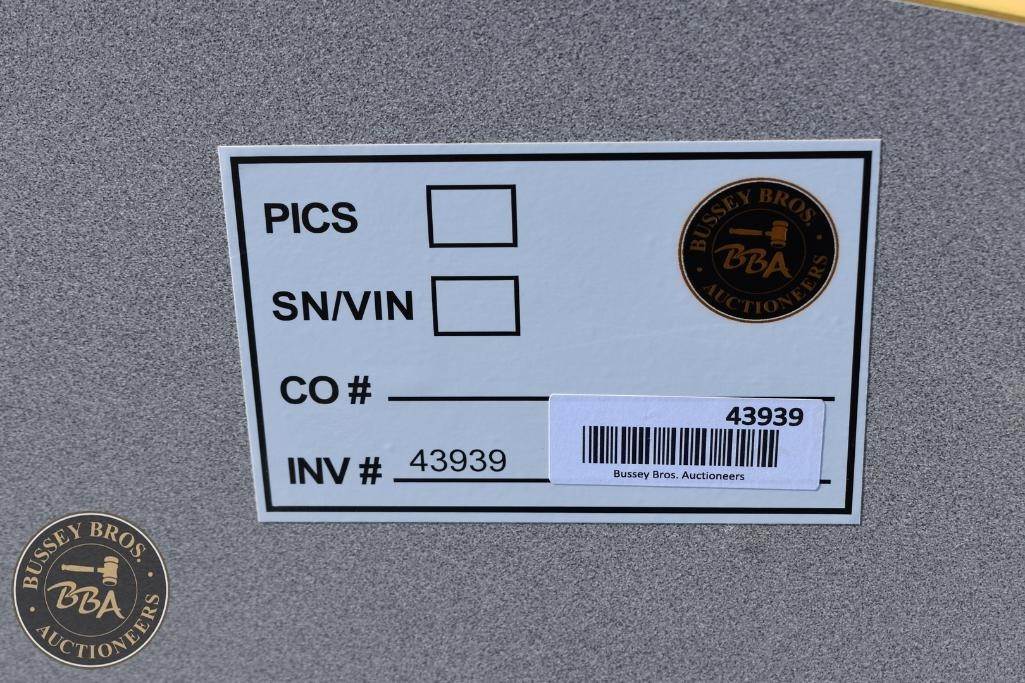 PICS
SN/VIN
CO #
INV # 43939
BUSSEY BROS.
BBA
AUCTIONEERS
43939
Bussey Bros. Auctioneers
BUSSEY BROS.
BBA
AUCTIONEERS